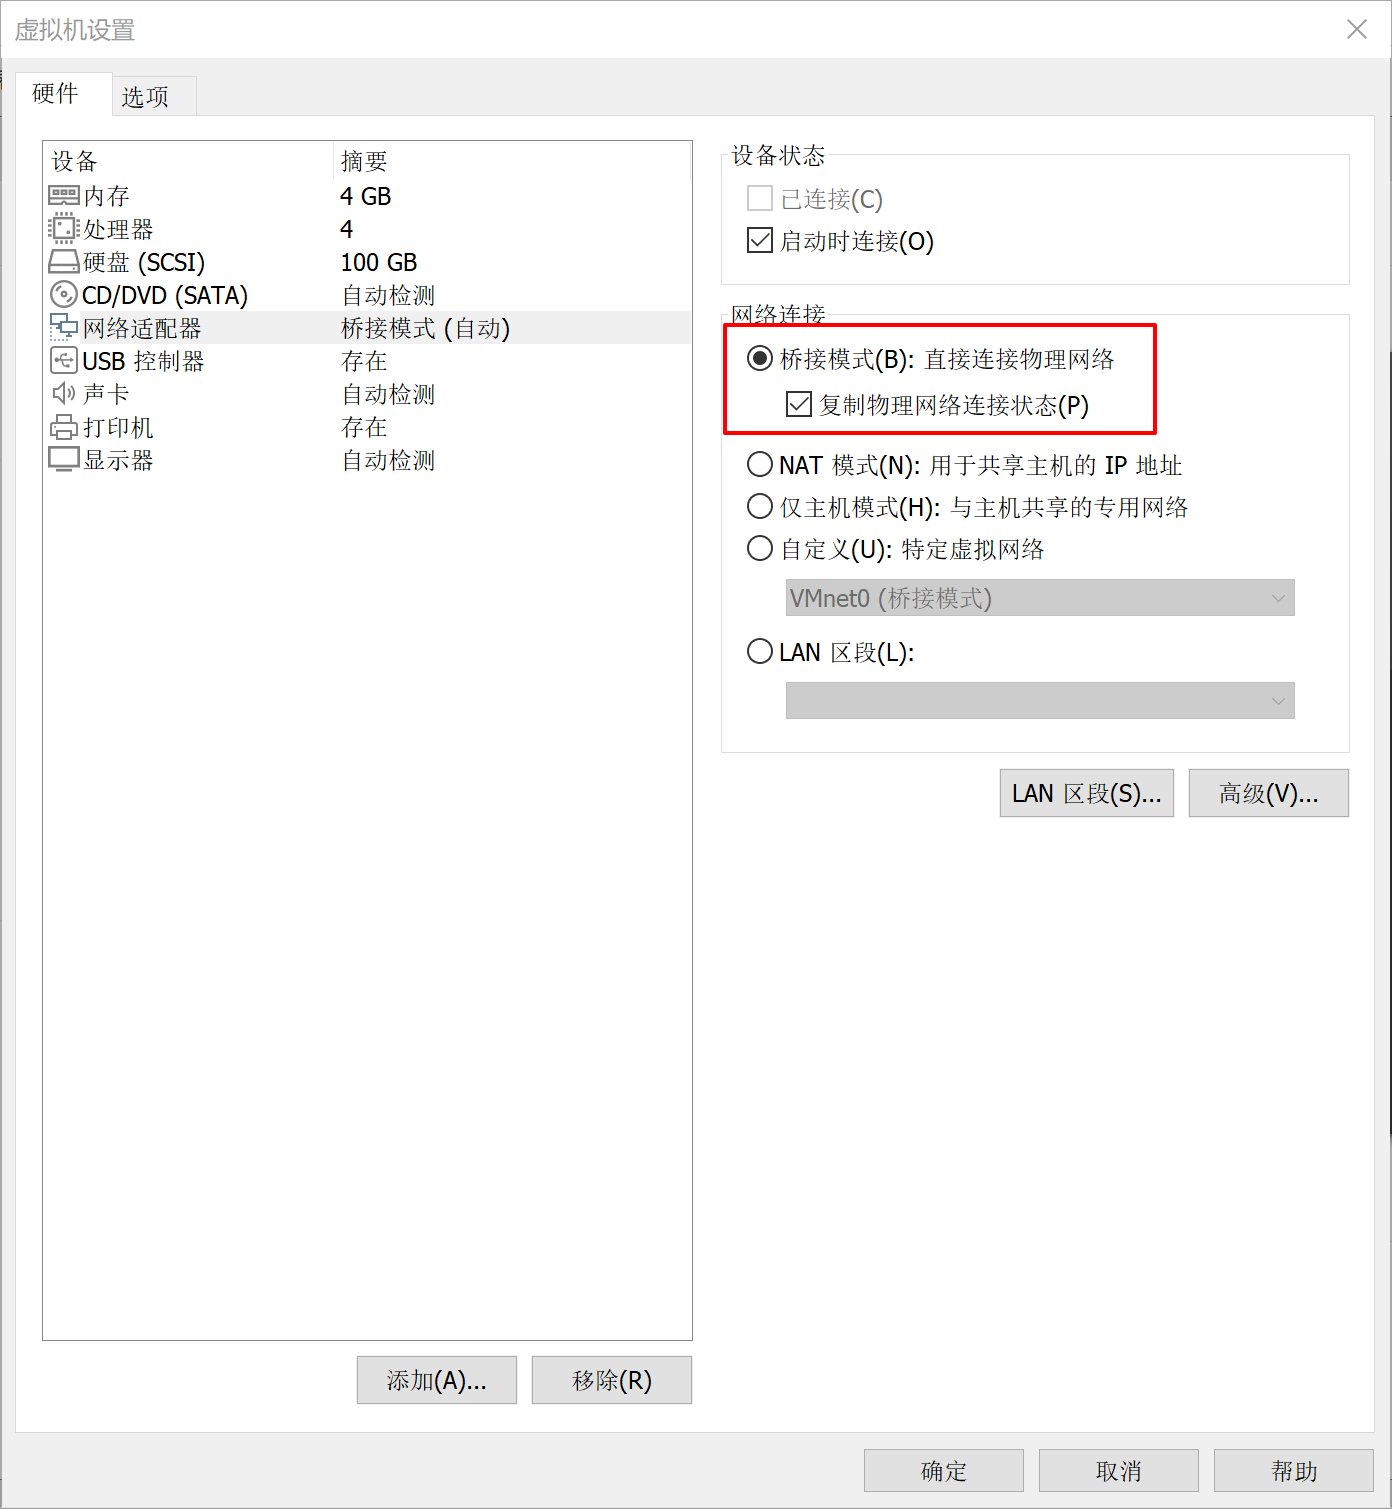 虚拟机设置
硬件 选项
设备 摘要
内存 4 GB
处理器 4
硬盘 (SCSI) 100 GB
CD/DVD (SATA) 自动检测
网络适配器 桥接模式 (自动)
USB 控制器 存在
声卡 自动检测
打印机 存在
显示器 自动检测
添加(A)... 移除(R)
设备状态
已连接(C)
启动时连接(O)
网络连接
桥接模式(B): 直接连接物理网络
复制物理网络连接状态(P)
NAT 模式(N): 用于共享主机的 IP 地址
仅主机模式(H): 与主机共享的专用网络
自定义(U): 特定虚拟网络
VMnet0 (桥接模式)
LAN 区段(L):
LAN 区段(S)... 高级(V)...
确定 取消 帮助